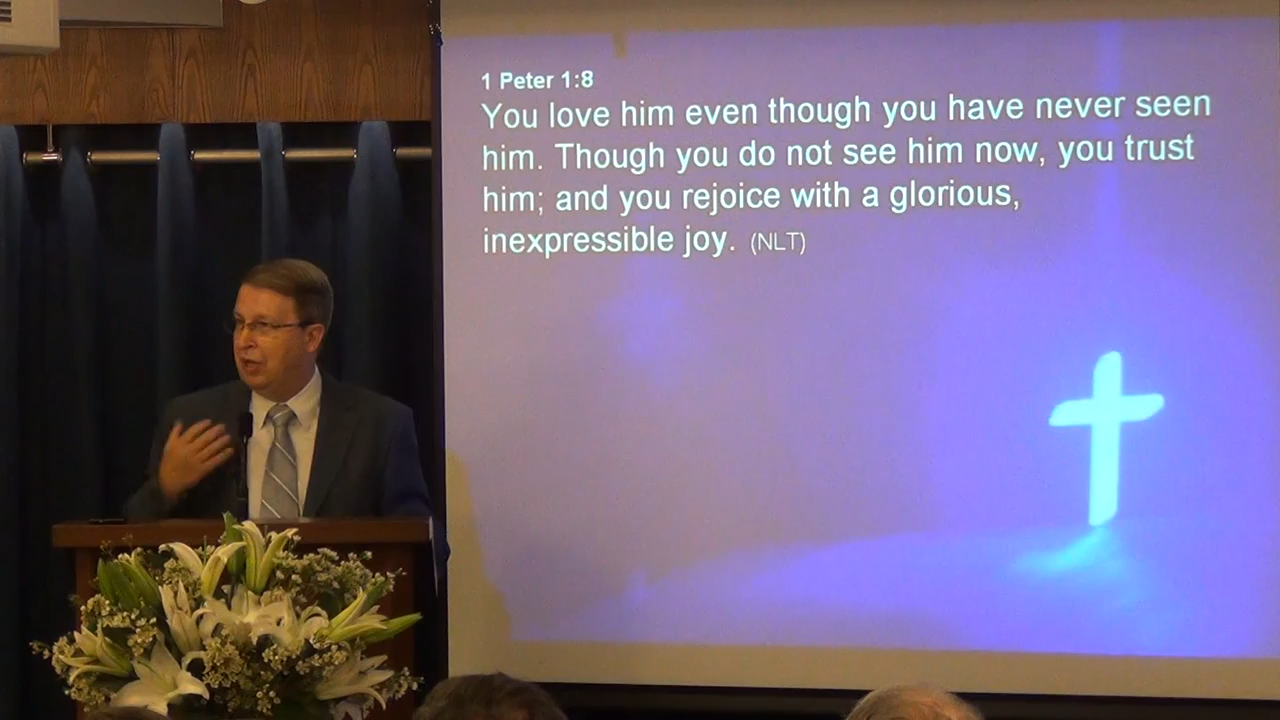 1 Peter 1:8
You love him even though you have never seen
him. Though you do not see him now, you trust
him; and you rejoice with a glorious,
inexpressible joy. (NLT)